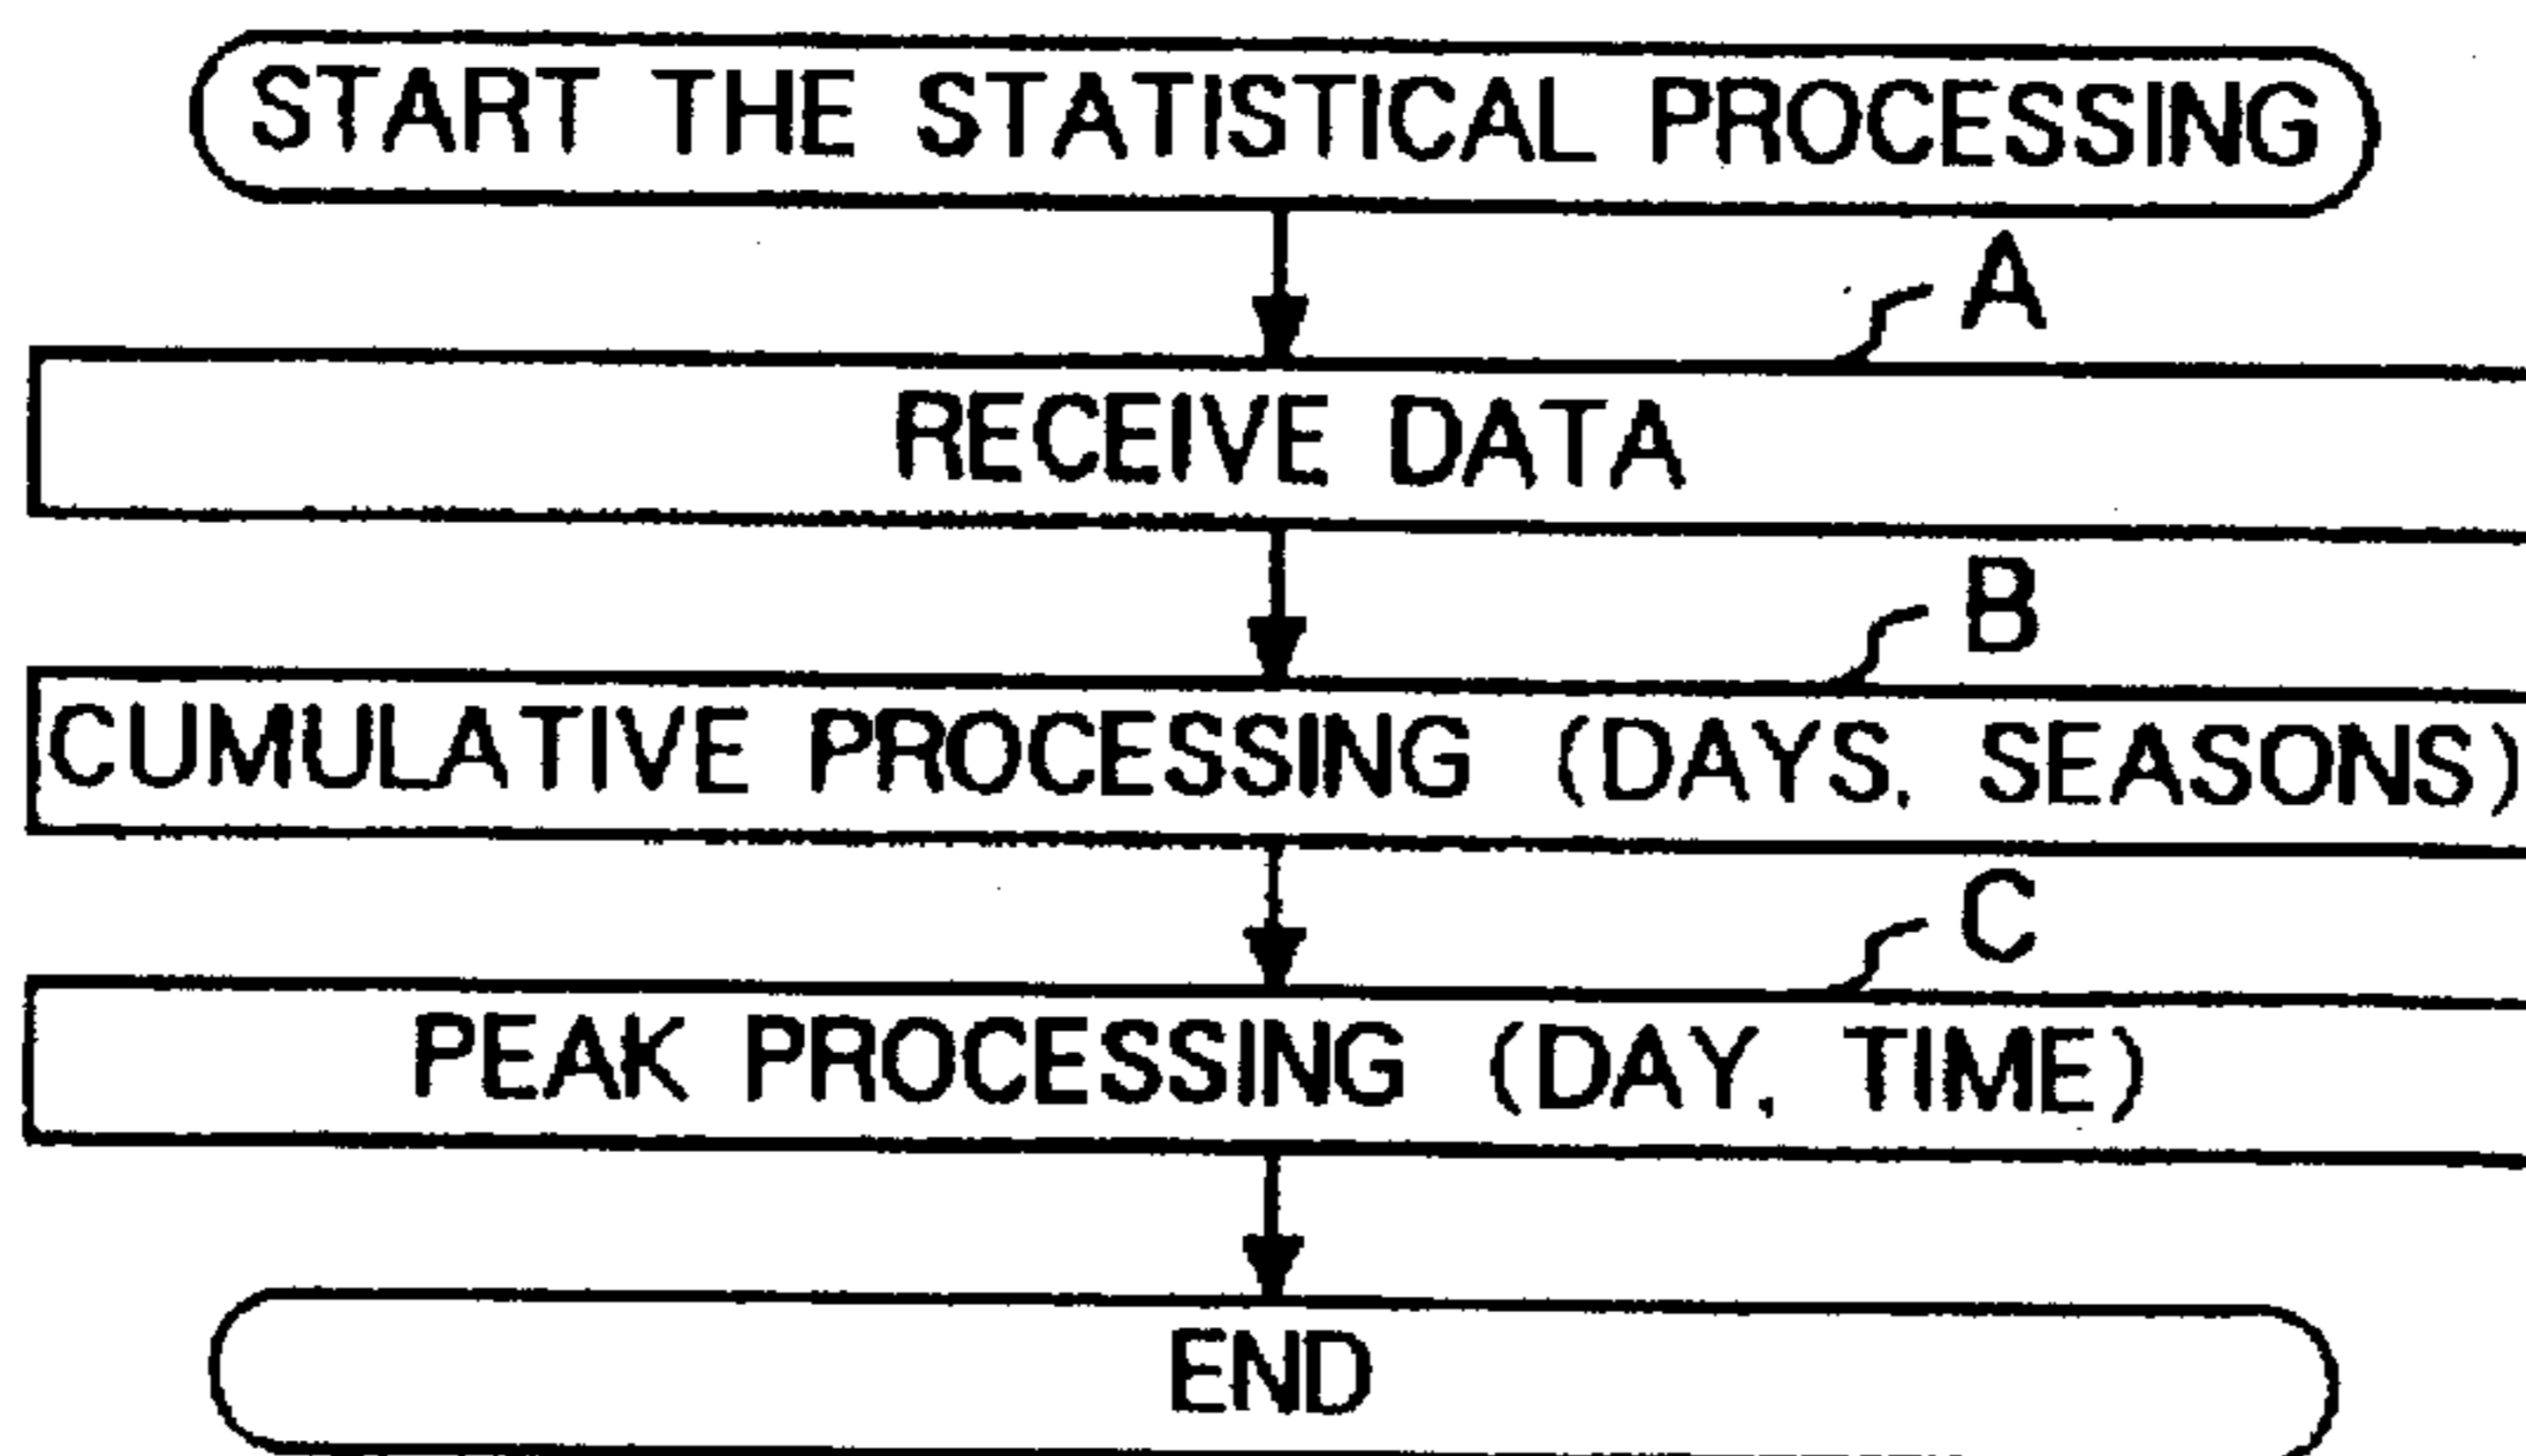 START THE STATISTICAL PROCESSING
A
RECEIVE DATA
B
CUMULATIVE PROCESSING (DAYS, SEASONS)
C
PEAK PROCESSING (DAY, TIME)
END